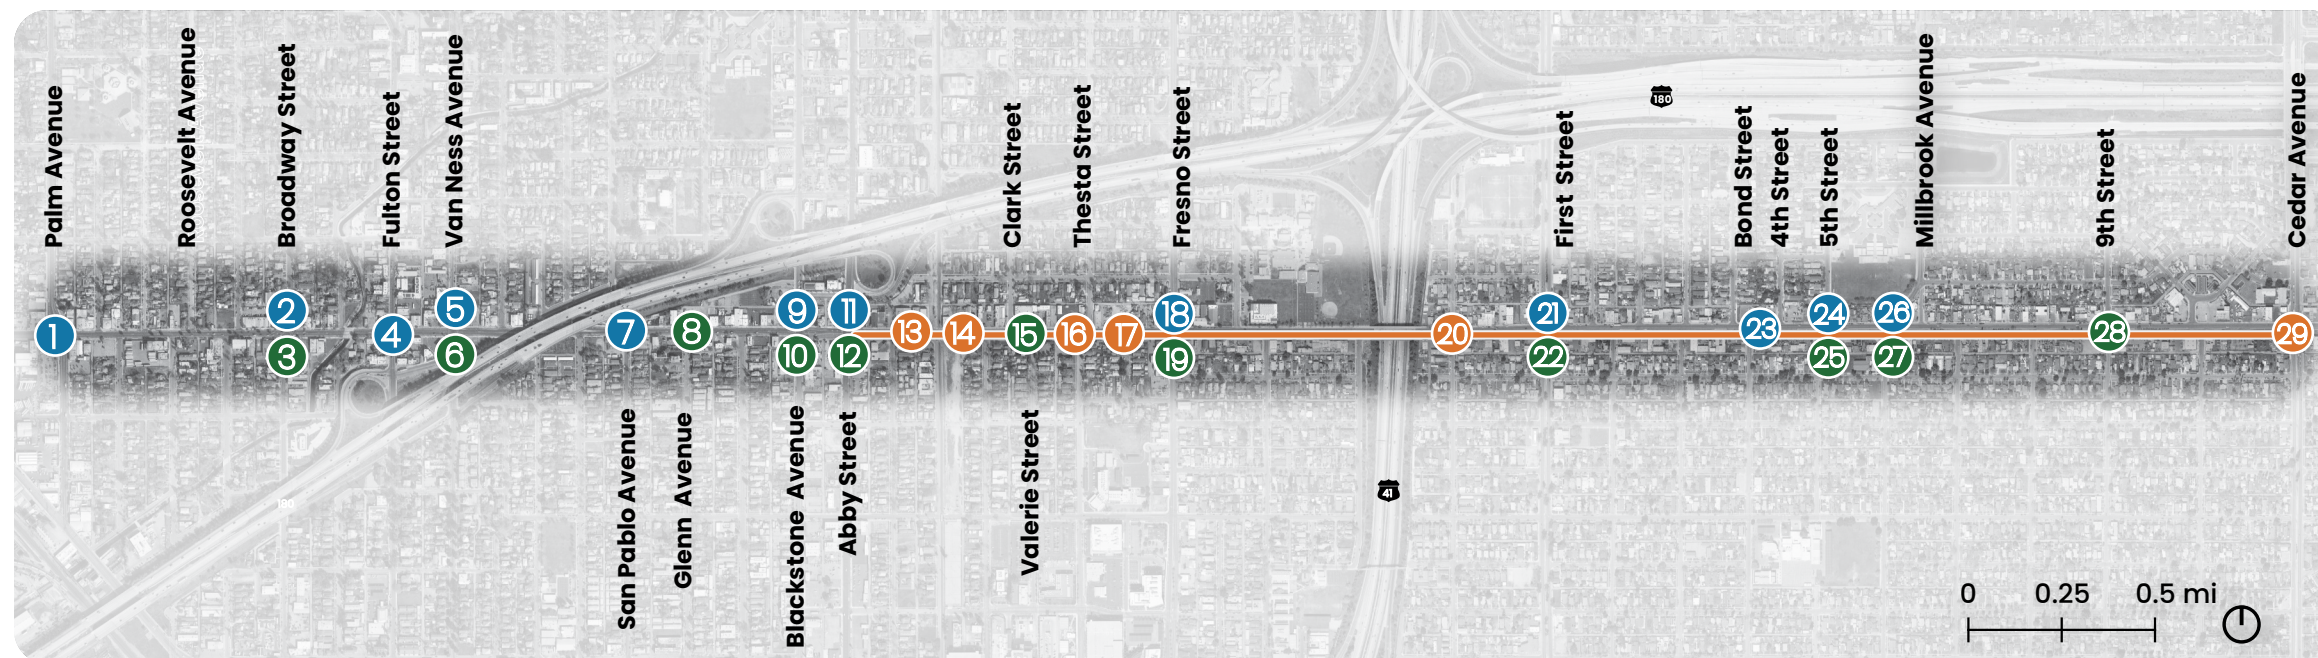 Palm Avenue
Roosevelt Avenue
Broadway Street
Fulton Street
Van Ness Avenue
Clark Street
Thesta Street
Fresno Street
First Street
Bond Street
4th Street
5th Street
Millbrook Avenue
9th Street
Cedar Avenue
180
1
2
3
4
5
6
7
8
9
10
11
12
13
14
15
16
17
18
19
20
21
22
23
24
25
26
27
28
29
San Pablo Avenue
Glenn Avenue
Blackstone Avenue
Abby Street
Valerie Street
41
180
0 0.25 0.5 mi